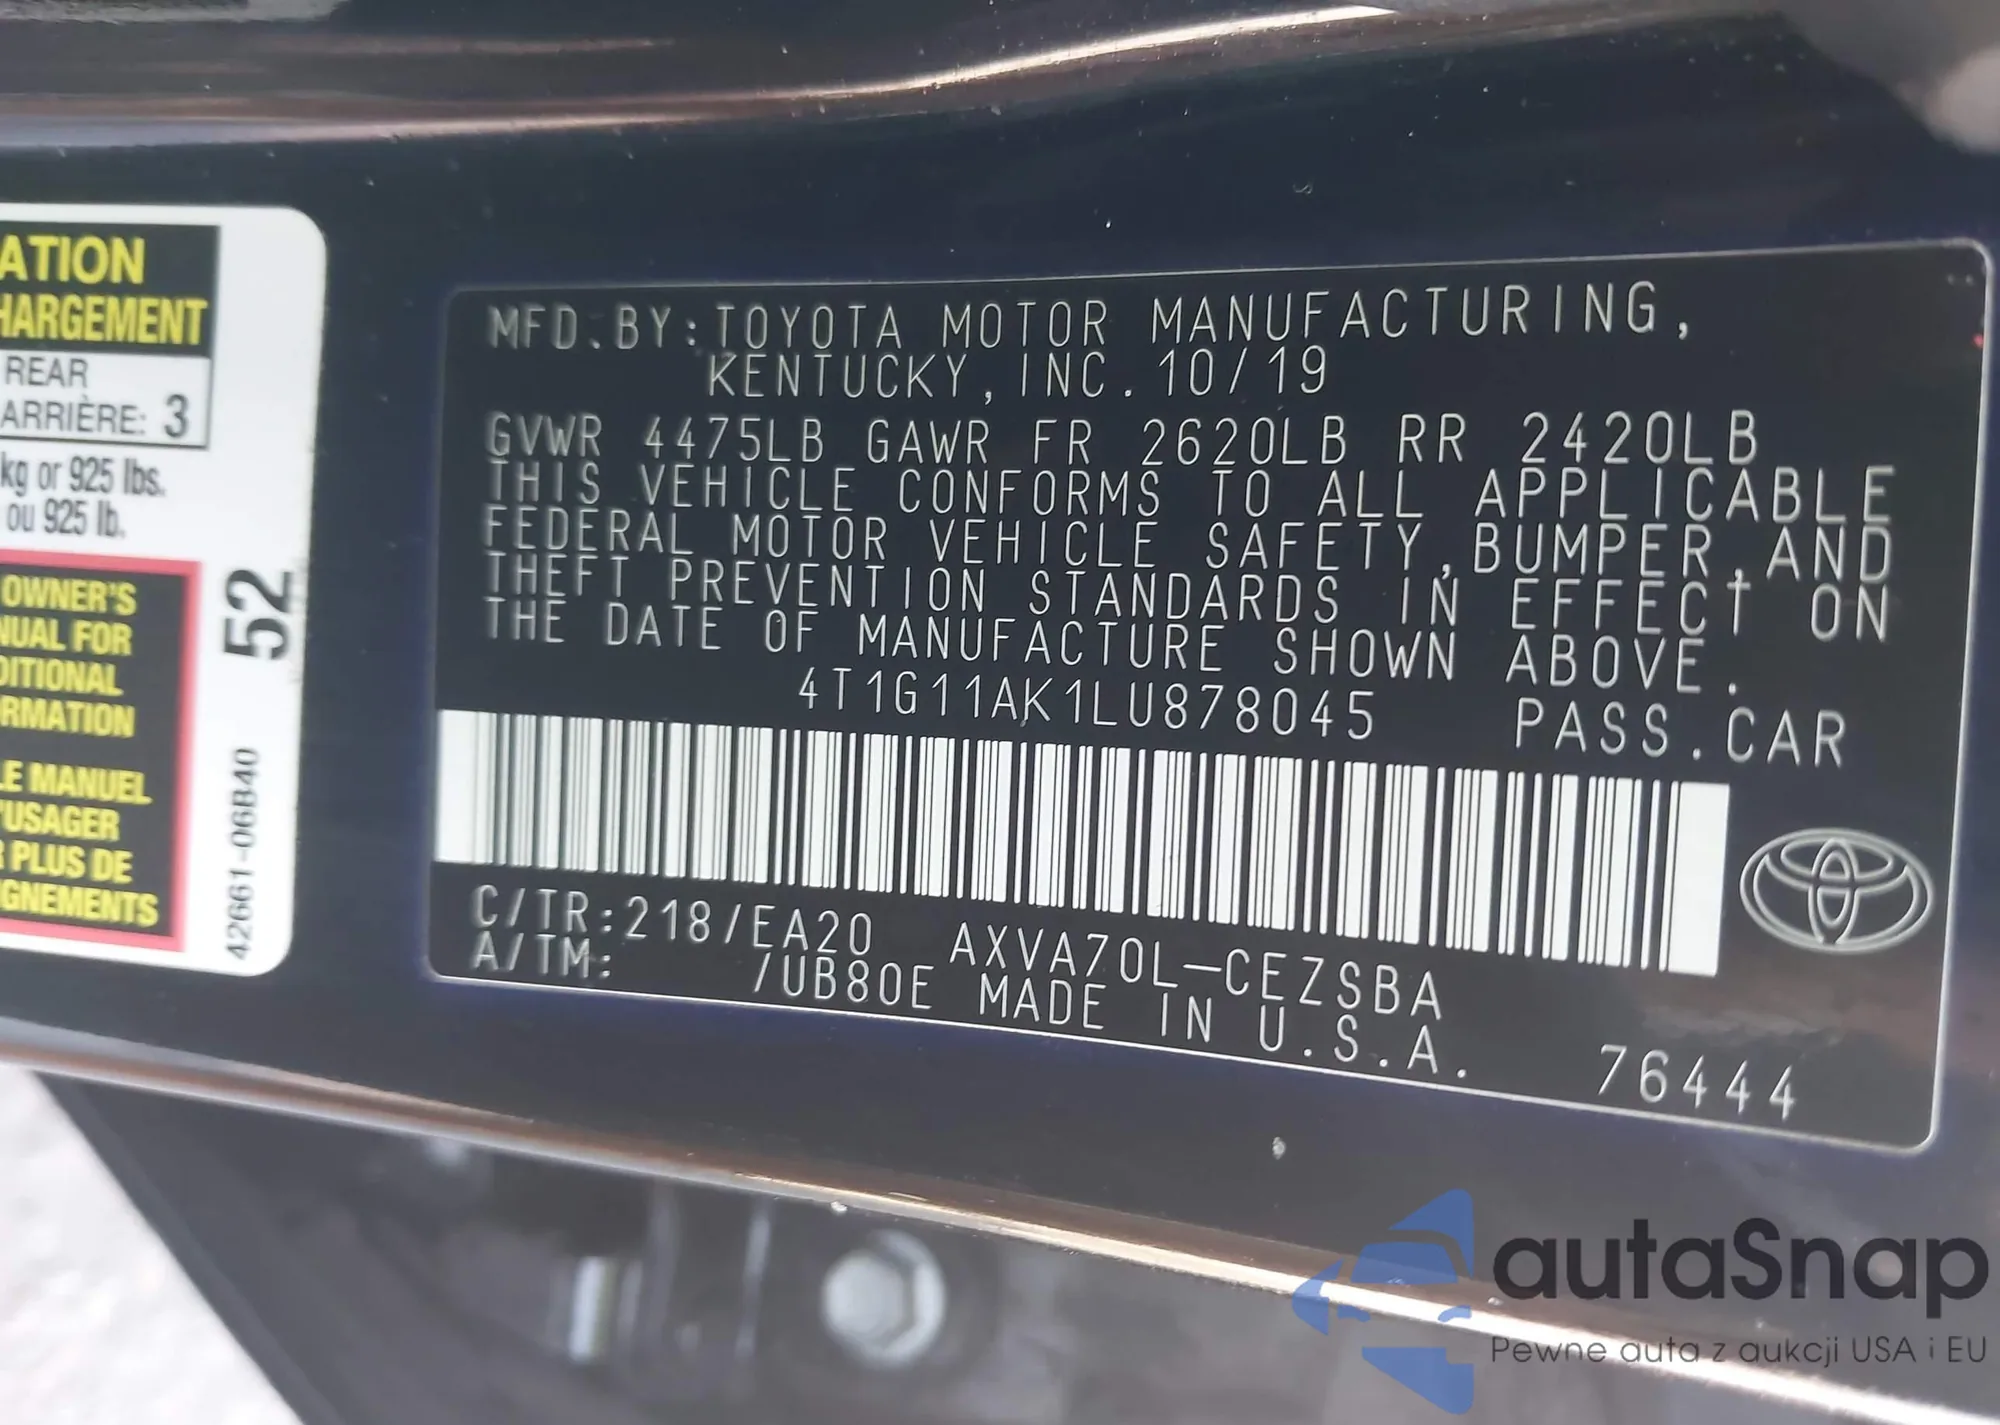 ATION
HARGEMENT
REAR
ARRIÈRE: 3
kg or 925 lbs.
ou 925 lb.
OWNER'S
NUAL FOR
DITIONAL
RMATION
LE MANUEL
'USAGER
R PLUS DE
IGNEMENTS
52
42661-06B40
MFD.BY:TOYOTA MOTOR MANUFACTURING,
KENTUCKY,INC.10/19
GVWR 4475LB GAWR FR 2620LB RR 2420LB
THIS VEHICLE CONFORMS TO ALL APPLICABLE
FEDERAL MOTOR VEHICLE SAFETY,BUMPER,AND
THEFT PREVENTION STANDARDS IN EFFECT ON
THE DATE OF MANUFACTURE SHOWN ABOVE.
4T1G11AK1LU878045 PASS.CAR
C/TR:218/EA20 AXVA70L-CEZSBA
A/TM: /UB80E MADE IN U.S.A.
76444
autaSnap
Pewne auta z aukcji USA i EU